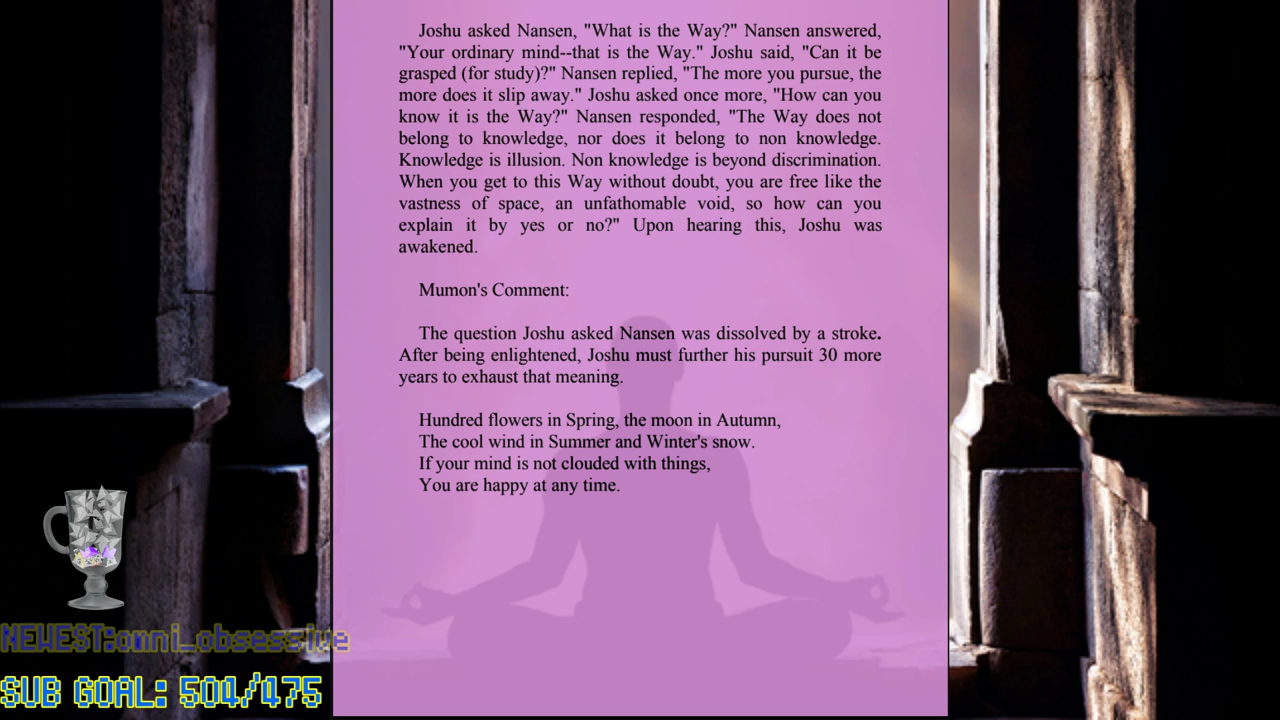 Joshu asked Nansen, "What is the Way?" Nansen answered,
"Your ordinary mind--that is the Way." Joshu said, "Can it be
grasped (for study)?" Nansen replied, "The more you pursue, the
more does it slip away." Joshu asked once more, "How can you
know it is the Way?" Nansen responded, "The Way does not
belong to knowledge, nor does it belong to non knowledge.
Knowledge is illusion. Non knowledge is beyond discrimination.
When you get to this Way without doubt, you are free like the
vastness of space, an unfathomable void, so how can you
explain it by yes or no?" Upon hearing this, Joshu was
awakened.
Mumon's Comment:
The question Joshu asked Nansen was dissolved by a stroke.
After being enlightened, Joshu must further his pursuit 30 more
years to exhaust that meaning.
Hundred flowers in Spring, the moon in Autumn,
The cool wind in Summer and Winter's snow.
If your mind is not clouded with things,
You are happy at any time.
NEWEST:omni_obsessive
SUB GOAL: 504/475